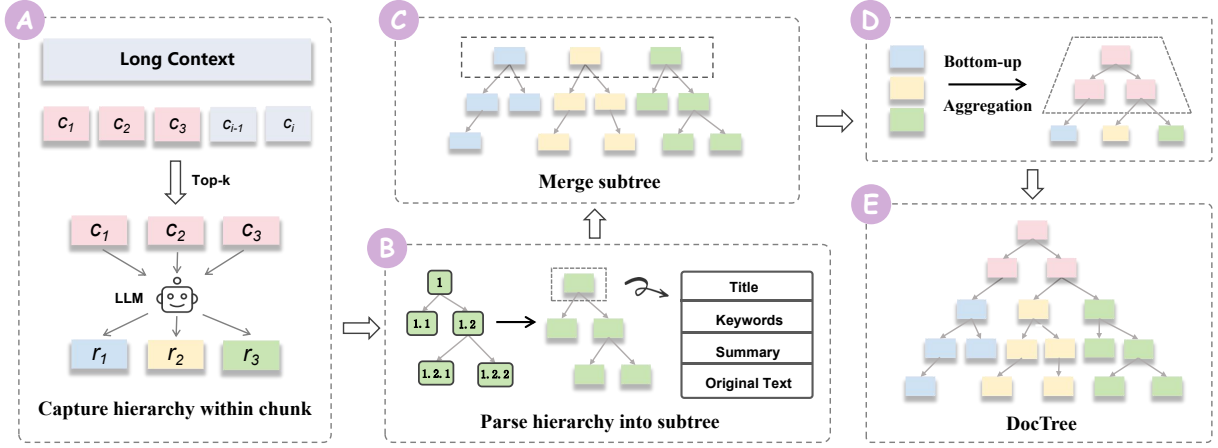 A
Long Context
c1 c2 c3 ci-1 ci
Top-k
c1 c2 c3
LLM
r1 r2 r3
Capture hierarchy within chunk
B
1
1.1 1.2
1.2.1 1.2.2
Title
Keywords
Summary
Original Text
Parse hierarchy into subtree
C
Merge subtree
D
Bottom-up
Aggregation
E
DocTree